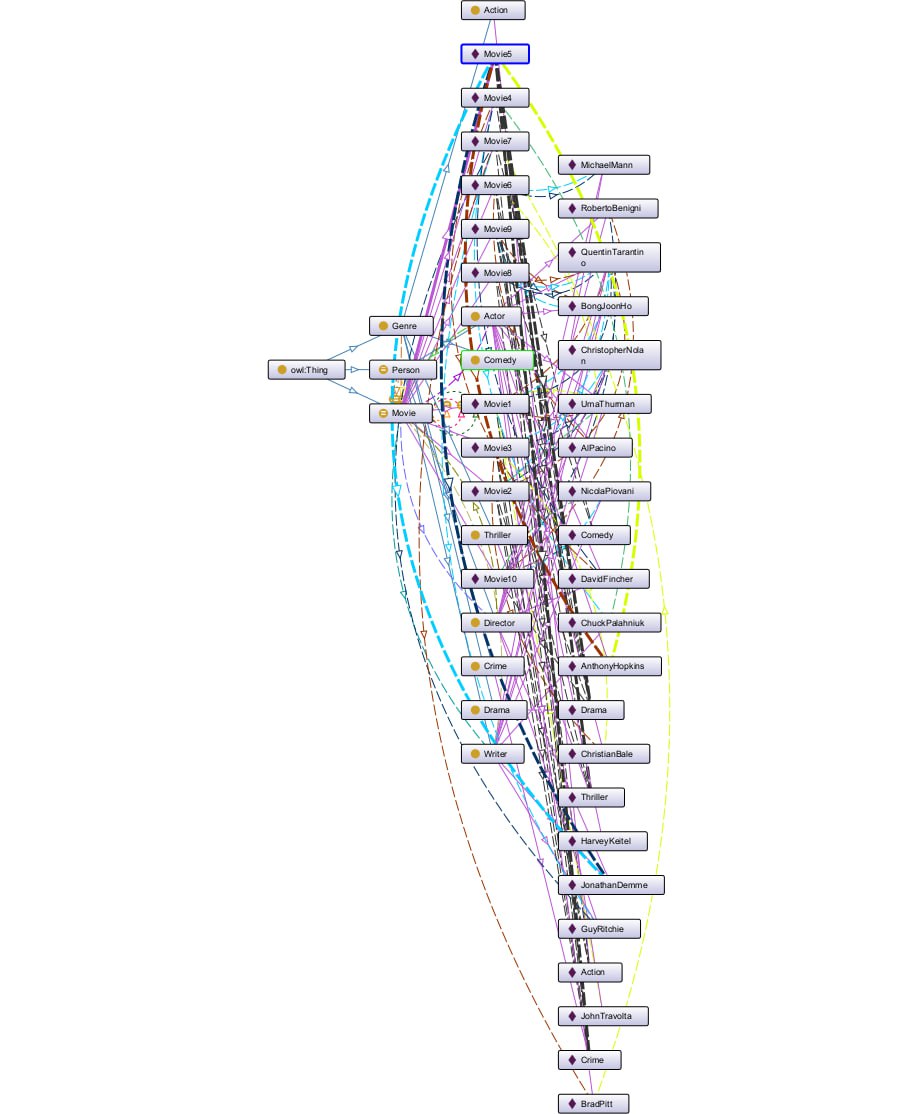 Action
Movie5
Movie4
Movie7
Movie6
Movie9
Movie8
Actor
Comedy
Movie1
Movie3
Movie2
Thriller
Movie10
Director
Crime
Drama
Writer
Genre
owl:Thing
Person
Movie
MichaelMann
RobertoBenigni
QuentinTarantin
o
BongJoonHo
ChristopherNola
n
UmaThurman
AlPacino
NicolaPiovani
Comedy
DavidFincher
ChuckPalahniuk
AnthonyHopkins
Drama
ChristianBale
Thriller
HarveyKeitel
JonathanDemme
GuyRitchie
Action
JohnTravolta
Crime
BradPitt